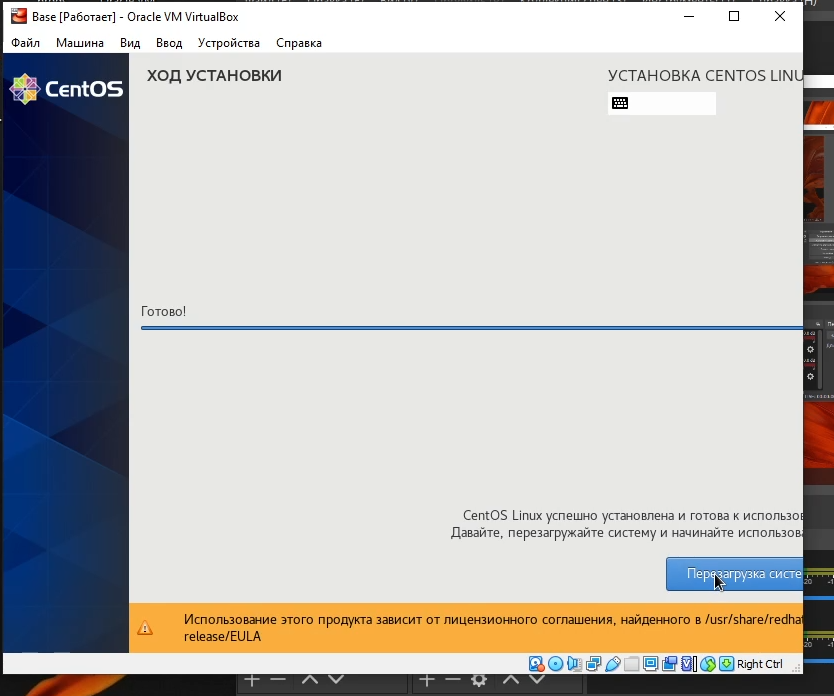 Base [Работает] - Oracle VM VirtualBox
Файл Машина Вид Ввод Устройства Справка
CentOS
ХОД УСТАНОВКИ
УСТАНОВКА CENTOS LINU
Готово!
CentOS Linux успешно установлена и готова к использов
Давайте, перезагружайте систему и начинайте использова
Перезагрузка систе
Использование этого продукта зависит от лицензионного соглашения, найденного в /usr/share/redhat
release/EULA
Right Ctrl